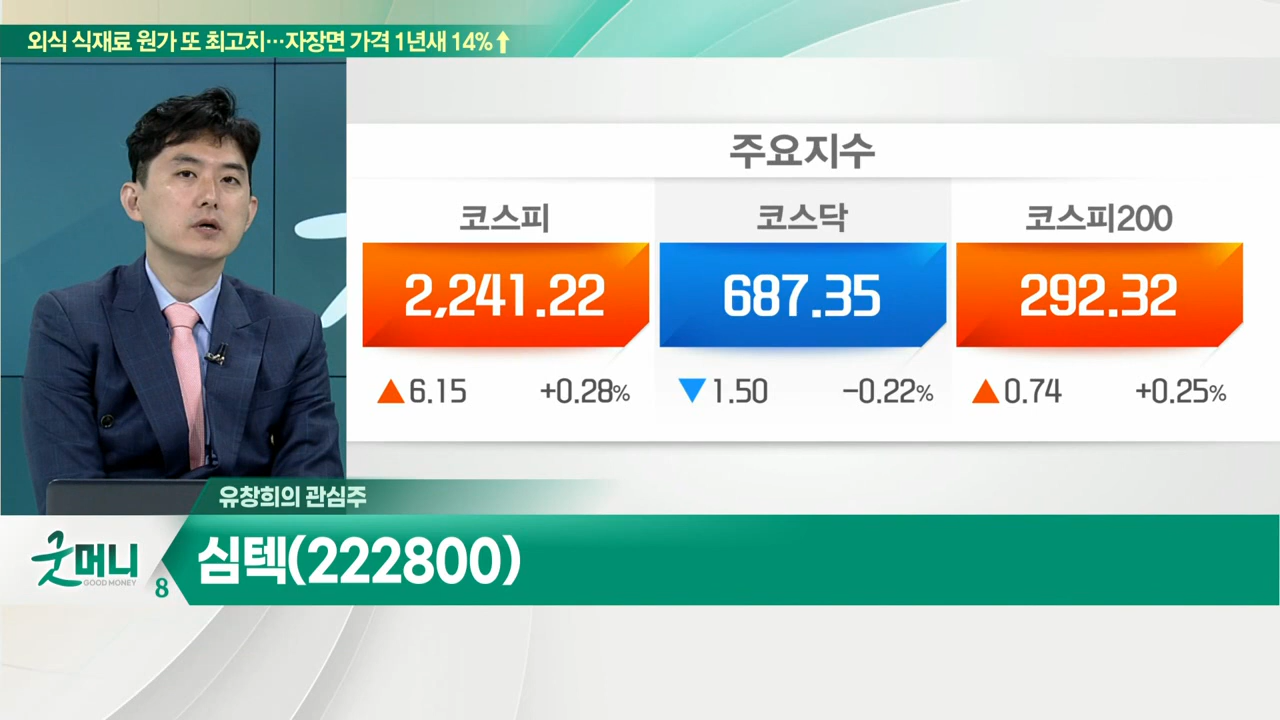 외식 식재료 원가 또 최고치…자장면 가격 1년새 14%↑
주요지수
코스피 코스닥 코스피200
2,241.22 687.35 292.32
▲6.15 +0.28% ▼1.50 -0.22% ▲0.74 +0.25%
유창희의 관심주
심텍(222800)
굿머니
GOOD MONEY
8